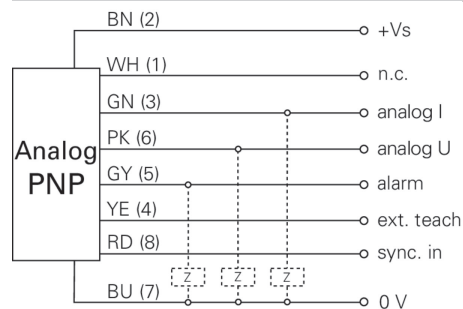 BN (2)
+Vs
WH (1)
n.c.
GN (3)
analog I
PK (6)
analog U
Analog
PNP
GY (5)
alarm
YE (4)
ext. teach
RD (8)
sync. in
Z Z Z
BU (7)
0 V